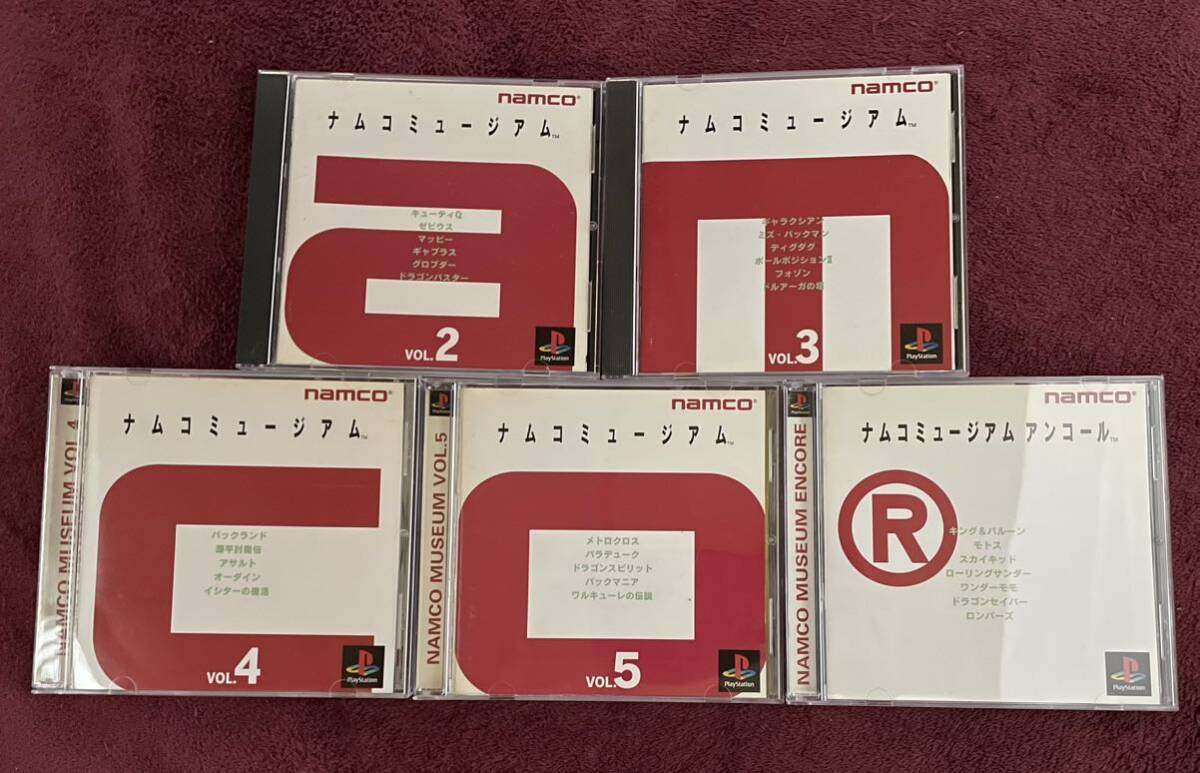 namco®
ナムコミュージアム™
キューティQ
ゼビウス
マッピー
ギャプラス
グロブダー
ドラゴンバスター
VOL.2
PlayStation
namco®
ナムコミュージアム™
ギャラクシアン
ミズ・パックマン
ディグダグ
ポールポジションⅡ
フォゾン
ドルアーガの塔
VOL.3
PlayStation
NAMCO MUSEUM VOL.4
namco®
ナムコミュージアム™
パックランド
源平討魔伝
アサルト
オーダイン
イシターの復活
VOL.4
PlayStation
NAMCO MUSEUM VOL.5
namco®
ナムコミュージアム™
メトロクロス
バラデューク
ドラゴンスピリット
パックマニア
ワルキューレの伝説
VOL.5
PlayStation
NAMCO MUSEUM ENCORE
namco®
ナムコミュージアム アンコール™
R
キング&バルーン
モトス
スカイキッド
ローリングサンダー
ワンダーモモ
ドラゴンセイバー
ロンパーズ
PlayStation